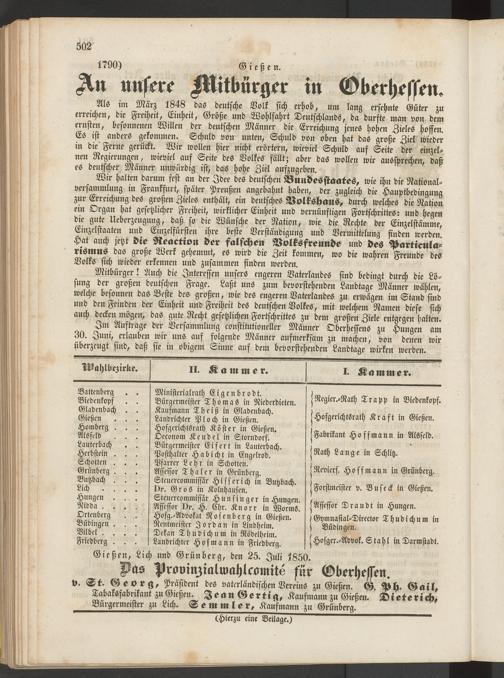 502
1790) Gießen.
An unsere Mitbürger in Oberhessen.
Als im März 1848 das deutsche Volk sich erhob, um lang ersehnte Güter zu
erreichen, die Freiheit, Einheit, Größe und Wohlfahrt Deutschlands, da durfte man von dem
ernsten, besonnenen Willen der deutschen Männer die Erreichung jenes hohen Zieles hoffen.
Es ist anders gekommen. Schuld von unten, Schuld von oben hat das große Ziel wieder
in die Ferne gerückt. Wir wollen hier nicht erörtern, wieviel Schuld auf Seite der einzel-
nen Regierungen, wieviel auf Seite des Volkes fällt; aber das wollen wir aussprechen, daß
es deutscher Männer unwürdig ist, das hohe Ziel aufzugeben.
Wir halten darum fest an der Idee des deutschen Bundesstaates, wie ihn die National-
versammlung in Frankfurt, später Preußen angebahnt haben, der zugleich die Hauptbedingung
zur Erreichung des großen Zieles enthält, ein deutsches Volkshaus, durch welches die Nation
ein Organ hat gesetzlicher Freiheit, wirklicher Einheit und vernünftigen Fortschrittes; und hegen
die gute Ueberzeugung, daß so die Wünsche der Nation, wie die Rechte der Einzelstämme,
Einzelstaaten und Einzelfürsten ihre beste Verständigung und Vermittelung finden werden.
Hat auch jetzt die Reaction der falschen Volksfreunde und des Particula-
rismus das große Werk gehemmt, es wird die Zeit kommen, wo die wahren Freunde des
Volks sich wieder erkennen und zusammen finden werden.
Mitbürger! Auch die Interessen unsers engeren Vaterlandes sind bedingt durch die Lö-
sung der großen deutschen Frage. Laßt uns zum bevorstehenden Landtage Männer wählen,
welche besonnen das Beste des großen, wie des engeren Vaterlandes zu erwägen im Stand sind
und den Feinden der Einheit und Freiheit des deutschen Volkes, mit welchem Namen diese sich
auch decken mögen, das gute Recht gesetzlichen Fortschrittes zu dem großen Ziele entgegen halten.
Im Auftrage der Versammlung constitutioneller Männer Oberhessens zu Hungen am
30. Juni, erlauben wir uns auf folgende Männer aufmerksam zu machen, von denen wir
überzeugt sind, daß sie in obigem Sinne auf dem bevorstehenden Landtage wirken werden.
Wahlbezirke. II. Kammer. I. Kammer.
Battenberg . . Ministerialrath Eigenbrodt.
Biedenkopf . . Bürgermeister Thomas in Niederdieten. Regier.-Rath Trapp in Biedenkopf.
Gladenbach . Kaufmann Theiß in Gladenbach.
Gießen . . . Landrichter Ploch in Gießen. Hofgerichtsrath Kraft in Gießen.
Homberg . . Hofgerichtsrath Köster in Gießen.
Alsfeld . . . Oeconom Keudel in Storndorf. Fabrikant Hoffmann in Alsfeld.
Lauterbach . . Bürgermeister Eifert in Lauterbach.
Herbstein . . Posthalter Habicht in Engelrod. Rath Lange in Schlitz.
Schotten . . . Pfarrer Lehr in Schotten.
Grünberg . . Assessor Thaler in Grünberg. Reviers. Hoffmann in Grünberg.
Butzbach . . Steuercommissär Hifferich in Butzbach.
Lich . . . . Dr. Gros in Kolnhausen. Forstmeister v. Buseck in Gießen.
Hungen . . . Steuercommissär Hunsinger in Hungen.
Nidda . . . Assessor Dr. H. Chr. Knorr in Worms. Assessor Draudt in Hungen.
Ortenberg . . Hofg.-Advokat Rosenberg in Gießen.
Büdingen . . Rentmeister Jordan in Lindheim. Gymnasial-Director Thudichum in
Vilbel . . . Dekan Thudichum in Rödelheim. Büdingen.
Friedberg . . Landrichter Hofmann in Friedberg. Hofger.-Advok. Stahl in Darmstadt.
Gießen, Lich und Grünberg, den 25. Juli 1850.
Das Provinzialwahlcomité für Oberhessen.
v. St. Georg, Präsident des vaterländischen Vereins zu Gießen. G. Ph. Gail,
Tabaksfabrikant zu Gießen. Jean Gertig, Kaufmann zu Gießen. Dieterich,
Bürgermeister zu Lich. Semmler, Kaufmann zu Grünberg.
(Hierzu eine Beilage.)